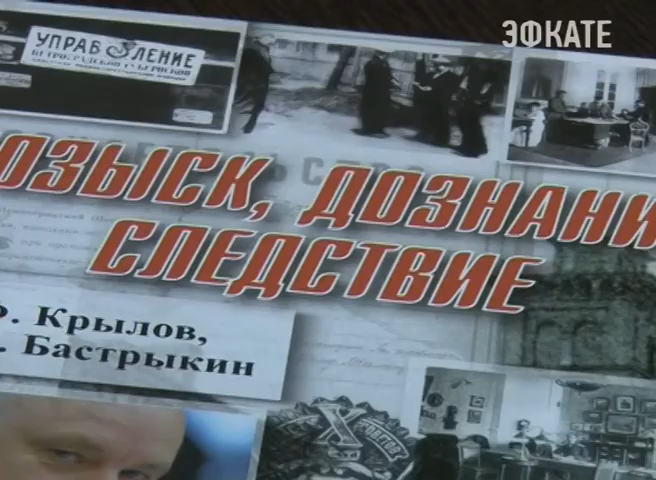 ЭФКАТЕ
УПРАВЛЕНИЕ
ОЗЫСК, ДОЗНАНИ
СЛЕДСТВИЕ
Ф. Крылов,
. Бастрыкин